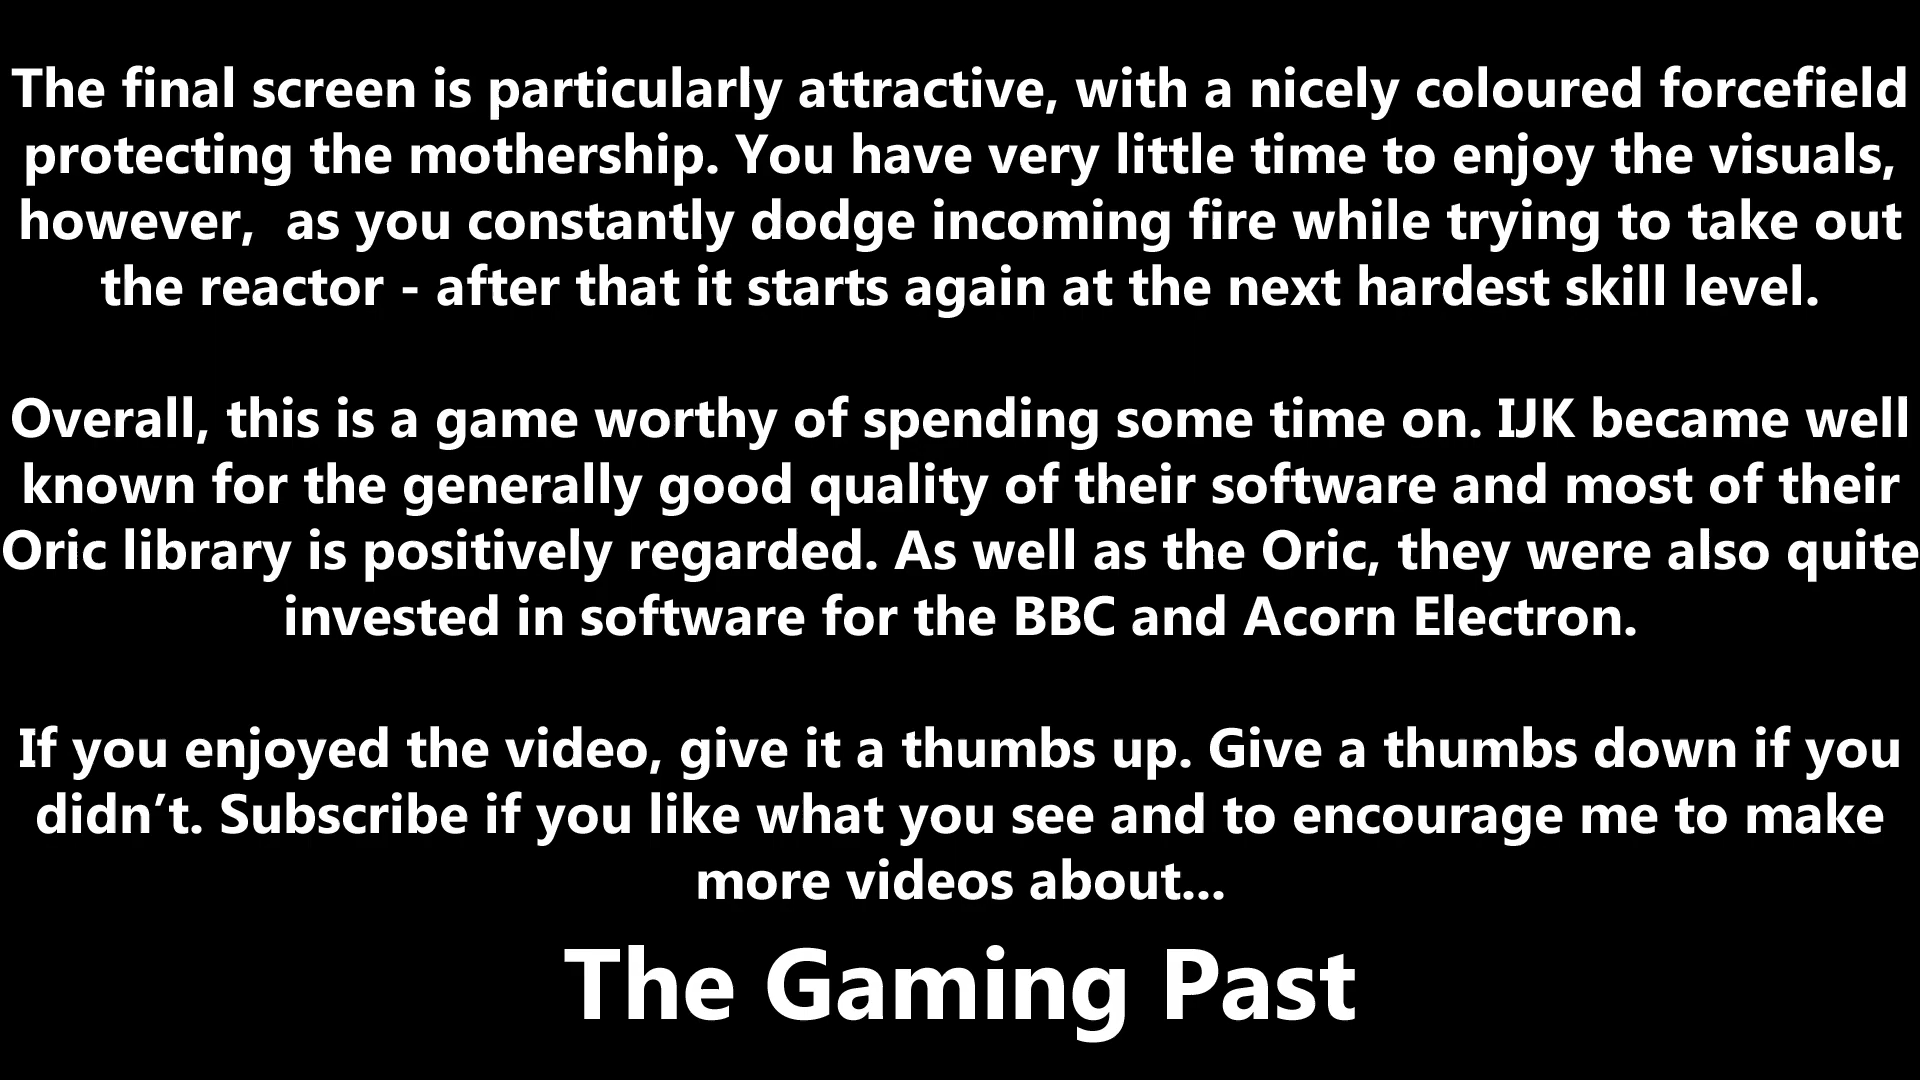 The final screen is particularly attractive, with a nicely coloured forcefield
protecting the mothership. You have very little time to enjoy the visuals,
however,  as you constantly dodge incoming fire while trying to take out
the reactor - after that it starts again at the next hardest skill level.
Overall, this is a game worthy of spending some time on. IJK became well
known for the generally good quality of their software and most of their
Oric library is positively regarded. As well as the Oric, they were also quite
invested in software for the BBC and Acorn Electron.
If you enjoyed the video, give it a thumbs up. Give a thumbs down if you
didn’t. Subscribe if you like what you see and to encourage me to make
more videos about...
The Gaming Past